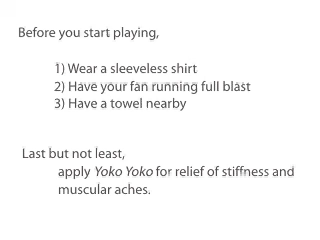 Before you start playing,
1) Wear a sleeveless shirt
2) Have your fan running full blast
3) Have a towel nearby
Last but not least,
apply Yoko Yoko for relief of stiffness and
muscular aches.